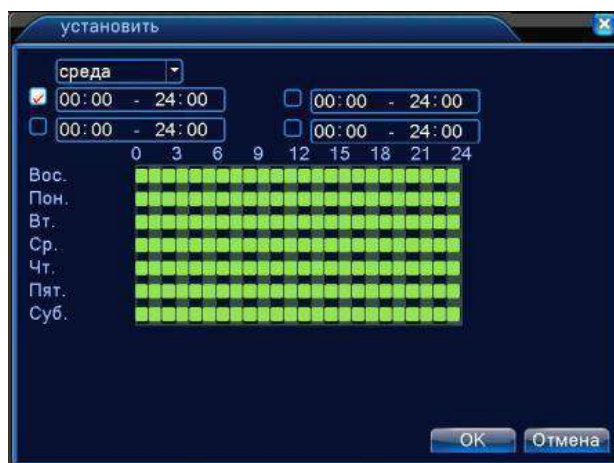 установить
среда
00:00 - 24:00 00:00 - 24:00
00:00 - 24:00 00:00 - 24:00
0 3 6 9 12 15 18 21 24
Вос.
Пон.
Вт.
Ср.
Чт.
Пят.
Суб.
OK Отмена